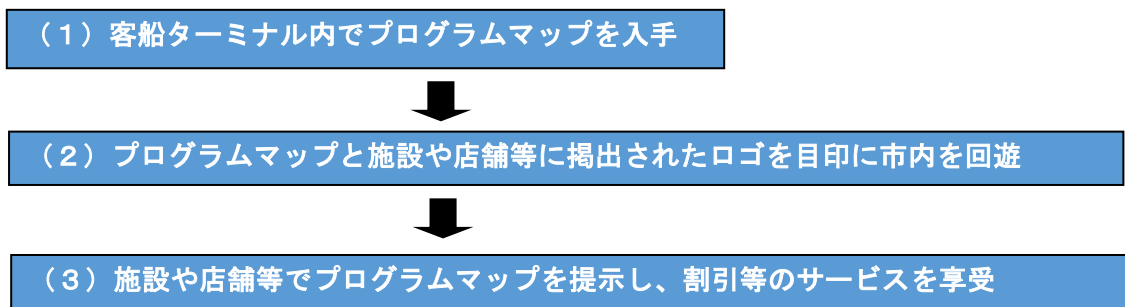 （１）客船ターミナル内でプログラムマップを入手
（２）プログラムマップと施設や店舗等に掲出されたロゴを目印に市内を回遊
（３）施設や店舗等でプログラムマップを提示し、割引等のサービスを享受